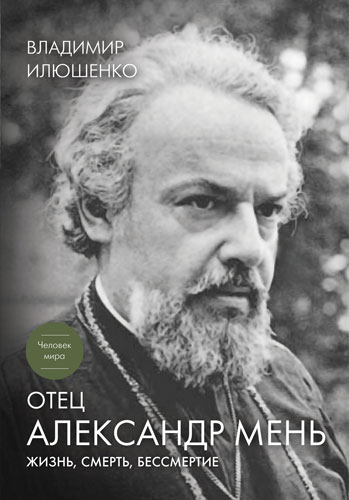 ВЛАДИМИР
ИЛЮШЕНКО
Человек
мира
ОТЕЦ
АЛЕКСАНДР МЕНЬ
ЖИЗНЬ, СМЕРТЬ, БЕССМЕРТИЕ